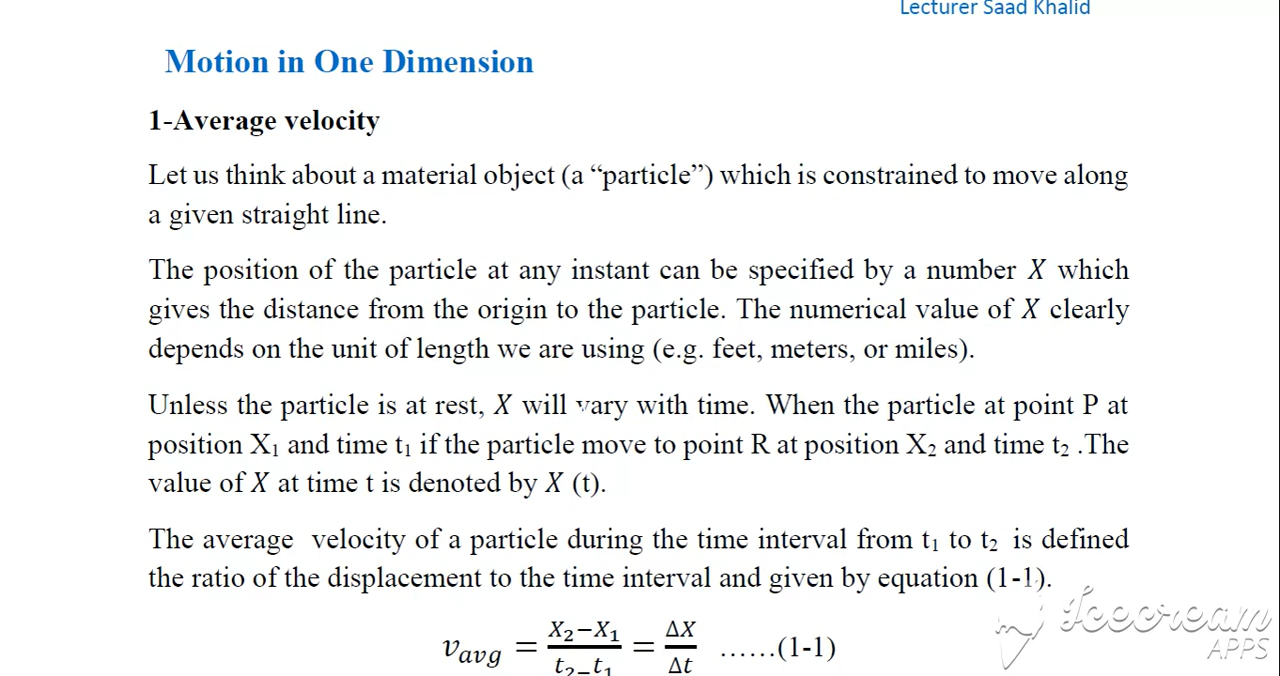 Lecturer Saad Khalid
Motion in One Dimension
1-Average velocity
Let us think about a material object (a “particle”) which is constrained to move along
a given straight line.
The position of the particle at any instant can be specified by a number X which
gives the distance from the origin to the particle. The numerical value of X clearly
depends on the unit of length we are using (e.g. feet, meters, or miles).
Unless the particle is at rest, X will vary with time. When the particle at point P at
position X₁ and time t₁ if the particle move to point R at position X₂ and time t₂ .The
value of X at time t is denoted by X (t).
The average velocity of a particle during the time interval from t₁ to t₂ is defined
the ratio of the displacement to the time interval and given by equation (1-1).
v_avg = (X₂−X₁)/(t₂−t₁) = ΔX/Δt ……(1-1)
Icecream
APPS